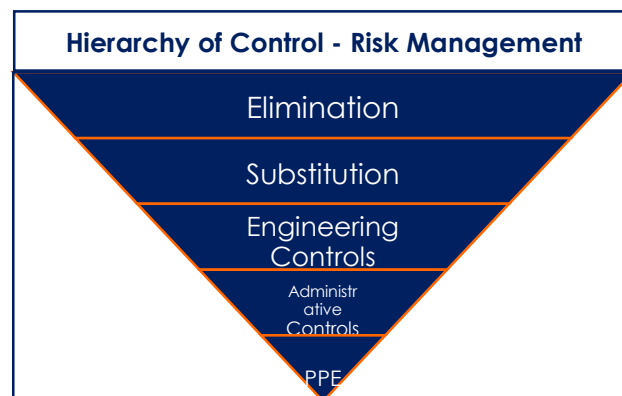 Hierarchy of Control - Risk Management
Elimination
Substitution
Engineering
Controls
Administr
ative
Controls
PPE